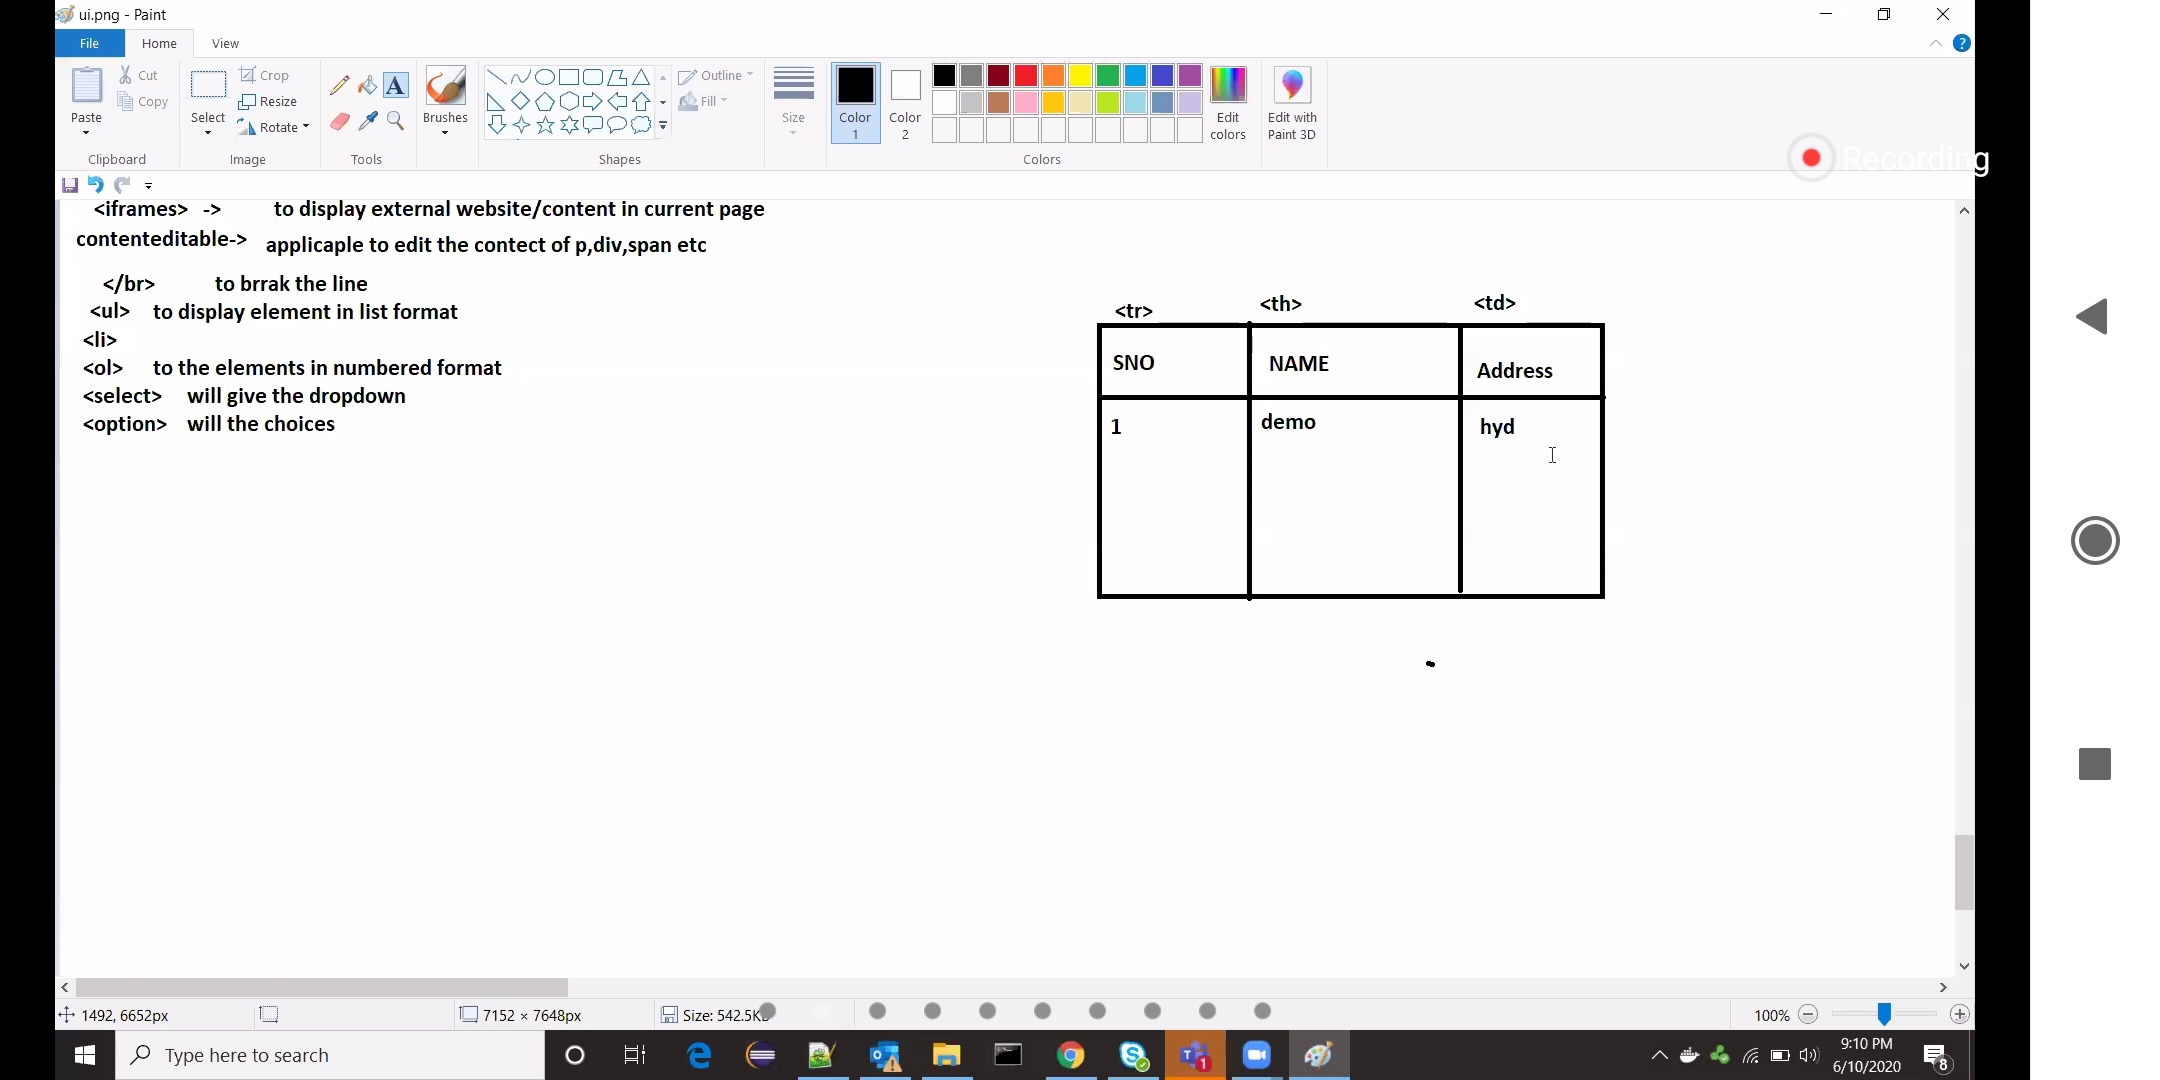 ui.png - Paint
File Home View
Paste Cut Copy Clipboard
Select Crop Resize Rotate Image
Tools
Brushes
Shapes
Outline Fill
Size
Color 1 Color 2
Edit colors Edit with Paint 3D
Colors
Recording
<iframes> -> to display external website/content in current page
contenteditable-> applicaple to edit the contect of p,div,span etc
</br> to brrak the line
<ul> to display element in list format
<li>
<ol> to the elements in numbered format
<select> will give the dropdown
<option> will the choices
<tr> <th> <td>
SNO NAME Address
1 demo hyd
1492, 6652px 7152 × 7648px Size: 542.5K 100%
Type here to search
9:10 PM
6/10/2020
1
8